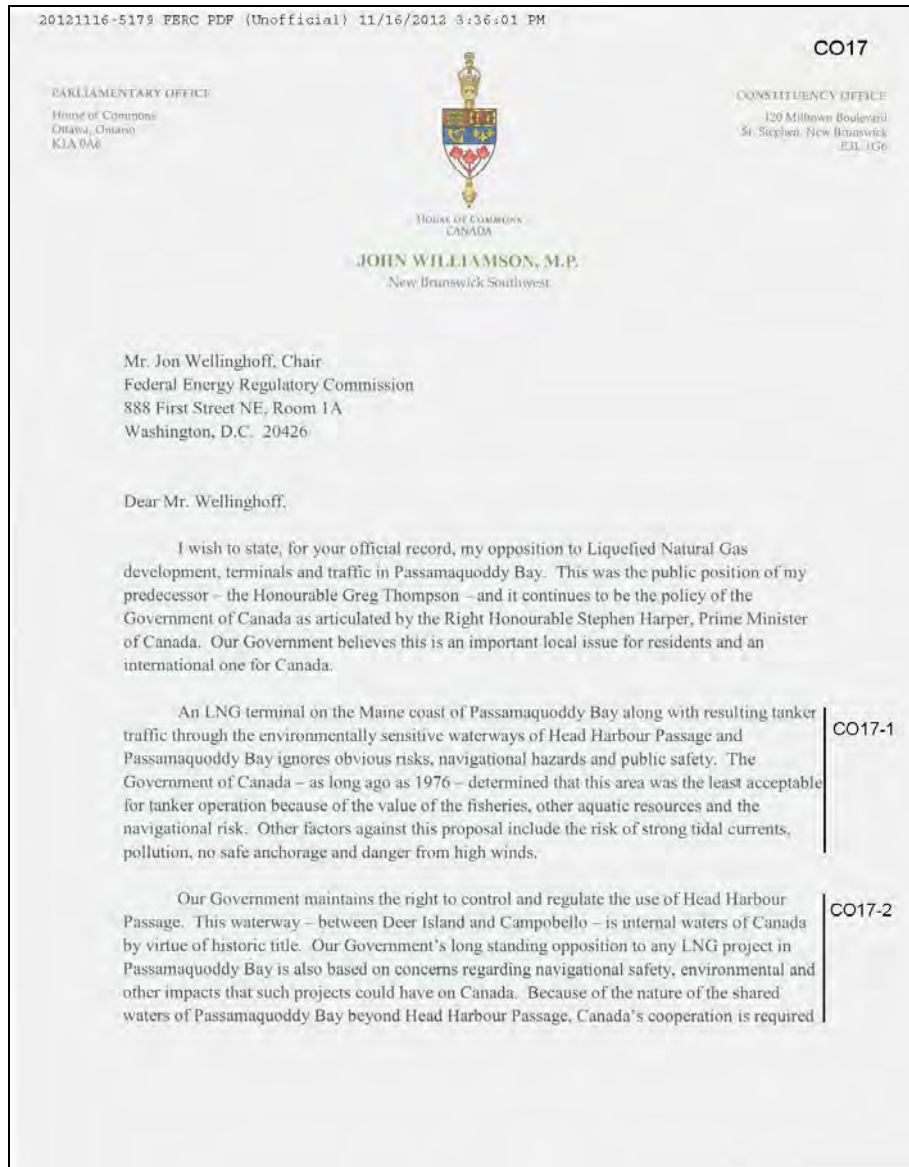 20121116-5179 FERC PDF (Unofficial) 11/16/2012 3:36:01 PM
CO17
PARLIAMENTARY OFFICE
House of Commons
Ottawa, Ontario
K1A 0A6
CONSTITUENCY OFFICE
120 Milltown Boulevard
St. Stephen, New Brunswick
E3L 1G6
HOUSE OF COMMONS
CANADA
JOHN WILLIAMSON, M.P.
New Brunswick Southwest
Mr. Jon Wellinghoff, Chair
Federal Energy Regulatory Commission
888 First Street NE, Room 1A
Washington, D.C.  20426
Dear Mr. Wellinghoff,
I wish to state, for your official record, my opposition to Liquefied Natural Gas
development, terminals and traffic in Passamaquoddy Bay.  This was the public position of my
predecessor – the Honourable Greg Thompson – and it continues to be the policy of the
Government of Canada as articulated by the Right Honourable Stephen Harper, Prime Minister
of Canada.  Our Government believes this is an important local issue for residents and an
international one for Canada.
An LNG terminal on the Maine coast of Passamaquoddy Bay along with resulting tanker
traffic through the environmentally sensitive waterways of Head Harbour Passage and
Passamaquoddy Bay ignores obvious risks, navigational hazards and public safety.  The
Government of Canada – as long ago as 1976 – determined that this area was the least acceptable
for tanker operation because of the value of the fisheries, other aquatic resources and the
navigational risk.  Other factors against this proposal include the risk of strong tidal currents,
pollution, no safe anchorage and danger from high winds.
CO17-1
Our Government maintains the right to control and regulate the use of Head Harbour
Passage.  This waterway – between Deer Island and Campobello – is internal waters of Canada
by virtue of historic title.  Our Government's long standing opposition to any LNG project in
Passamaquoddy Bay is also based on concerns regarding navigational safety, environmental and
other impacts that such projects could have on Canada.  Because of the nature of the shared
waters of Passamaquoddy Bay beyond Head Harbour Passage, Canada's cooperation is required
CO17-2